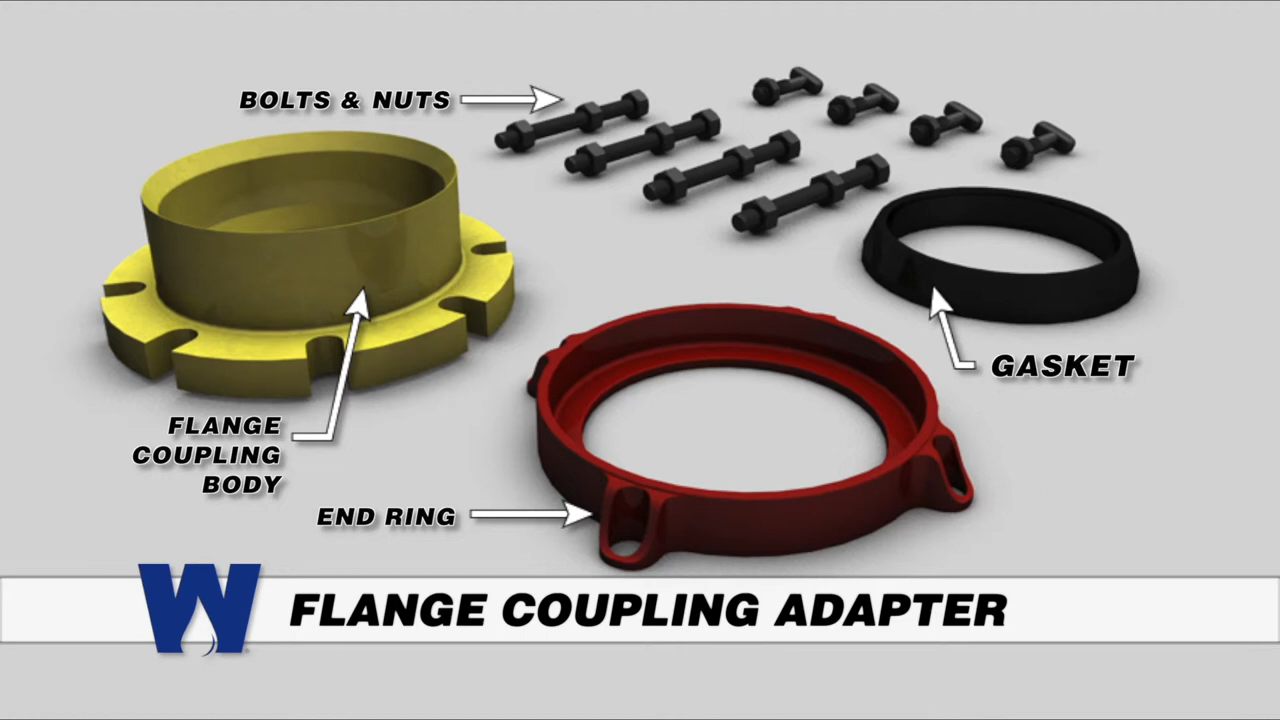 BOLTS & NUTS
GASKET
FLANGE
COUPLING
BODY
END RING
W
FLANGE COUPLING ADAPTER